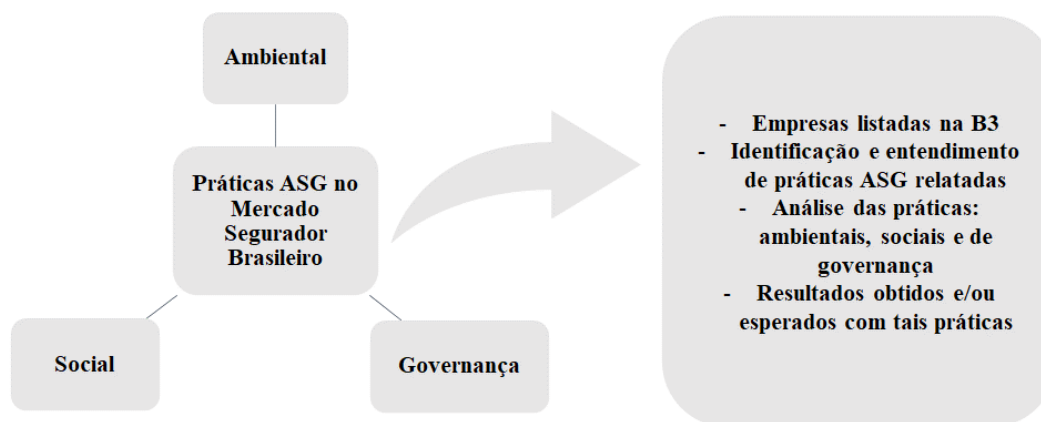 Ambiental
Práticas ASG no
Mercado
Segurador
Brasileiro
Social
Governança
- Empresas listadas na B3
- Identificação e entendimento
de práticas ASG relatadas
- Análise das práticas:
ambientais, sociais e de
governança
- Resultados obtidos e/ou
esperados com tais práticas